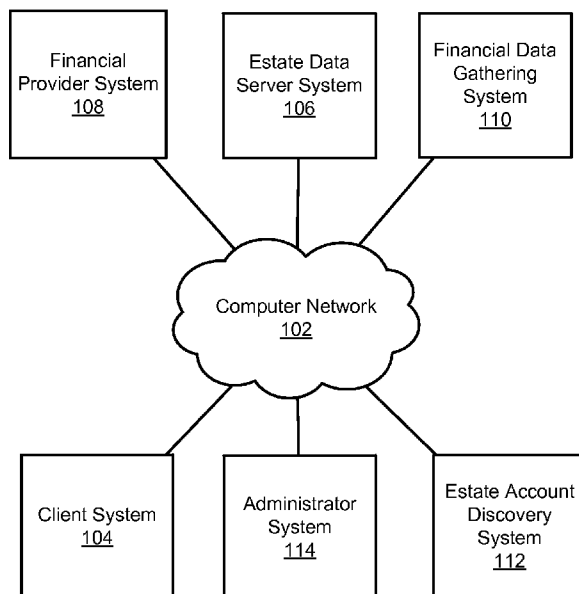 Financial
Provider System
108
Estate Data
Server System
106
Financial Data
Gathering
System
110
Computer Network
102
Client System
104
Administrator
System
114
Estate Account
Discovery
System
112